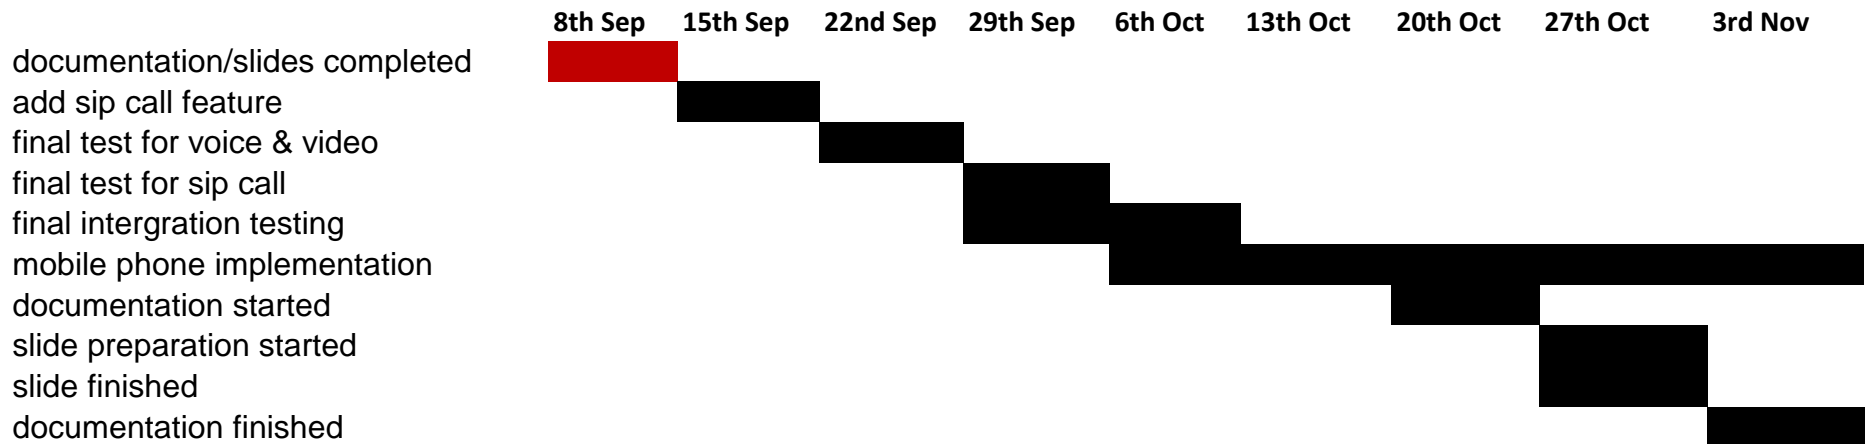 8th Sep 15th Sep 22nd Sep 29th Sep 6th Oct 13th Oct 20th Oct 27th Oct 3rd Nov
documentation/slides completed
add sip call feature
final test for voice & video
final test for sip call
final intergration testing
mobile phone implementation
documentation started
slide preparation started
slide finished
documentation finished